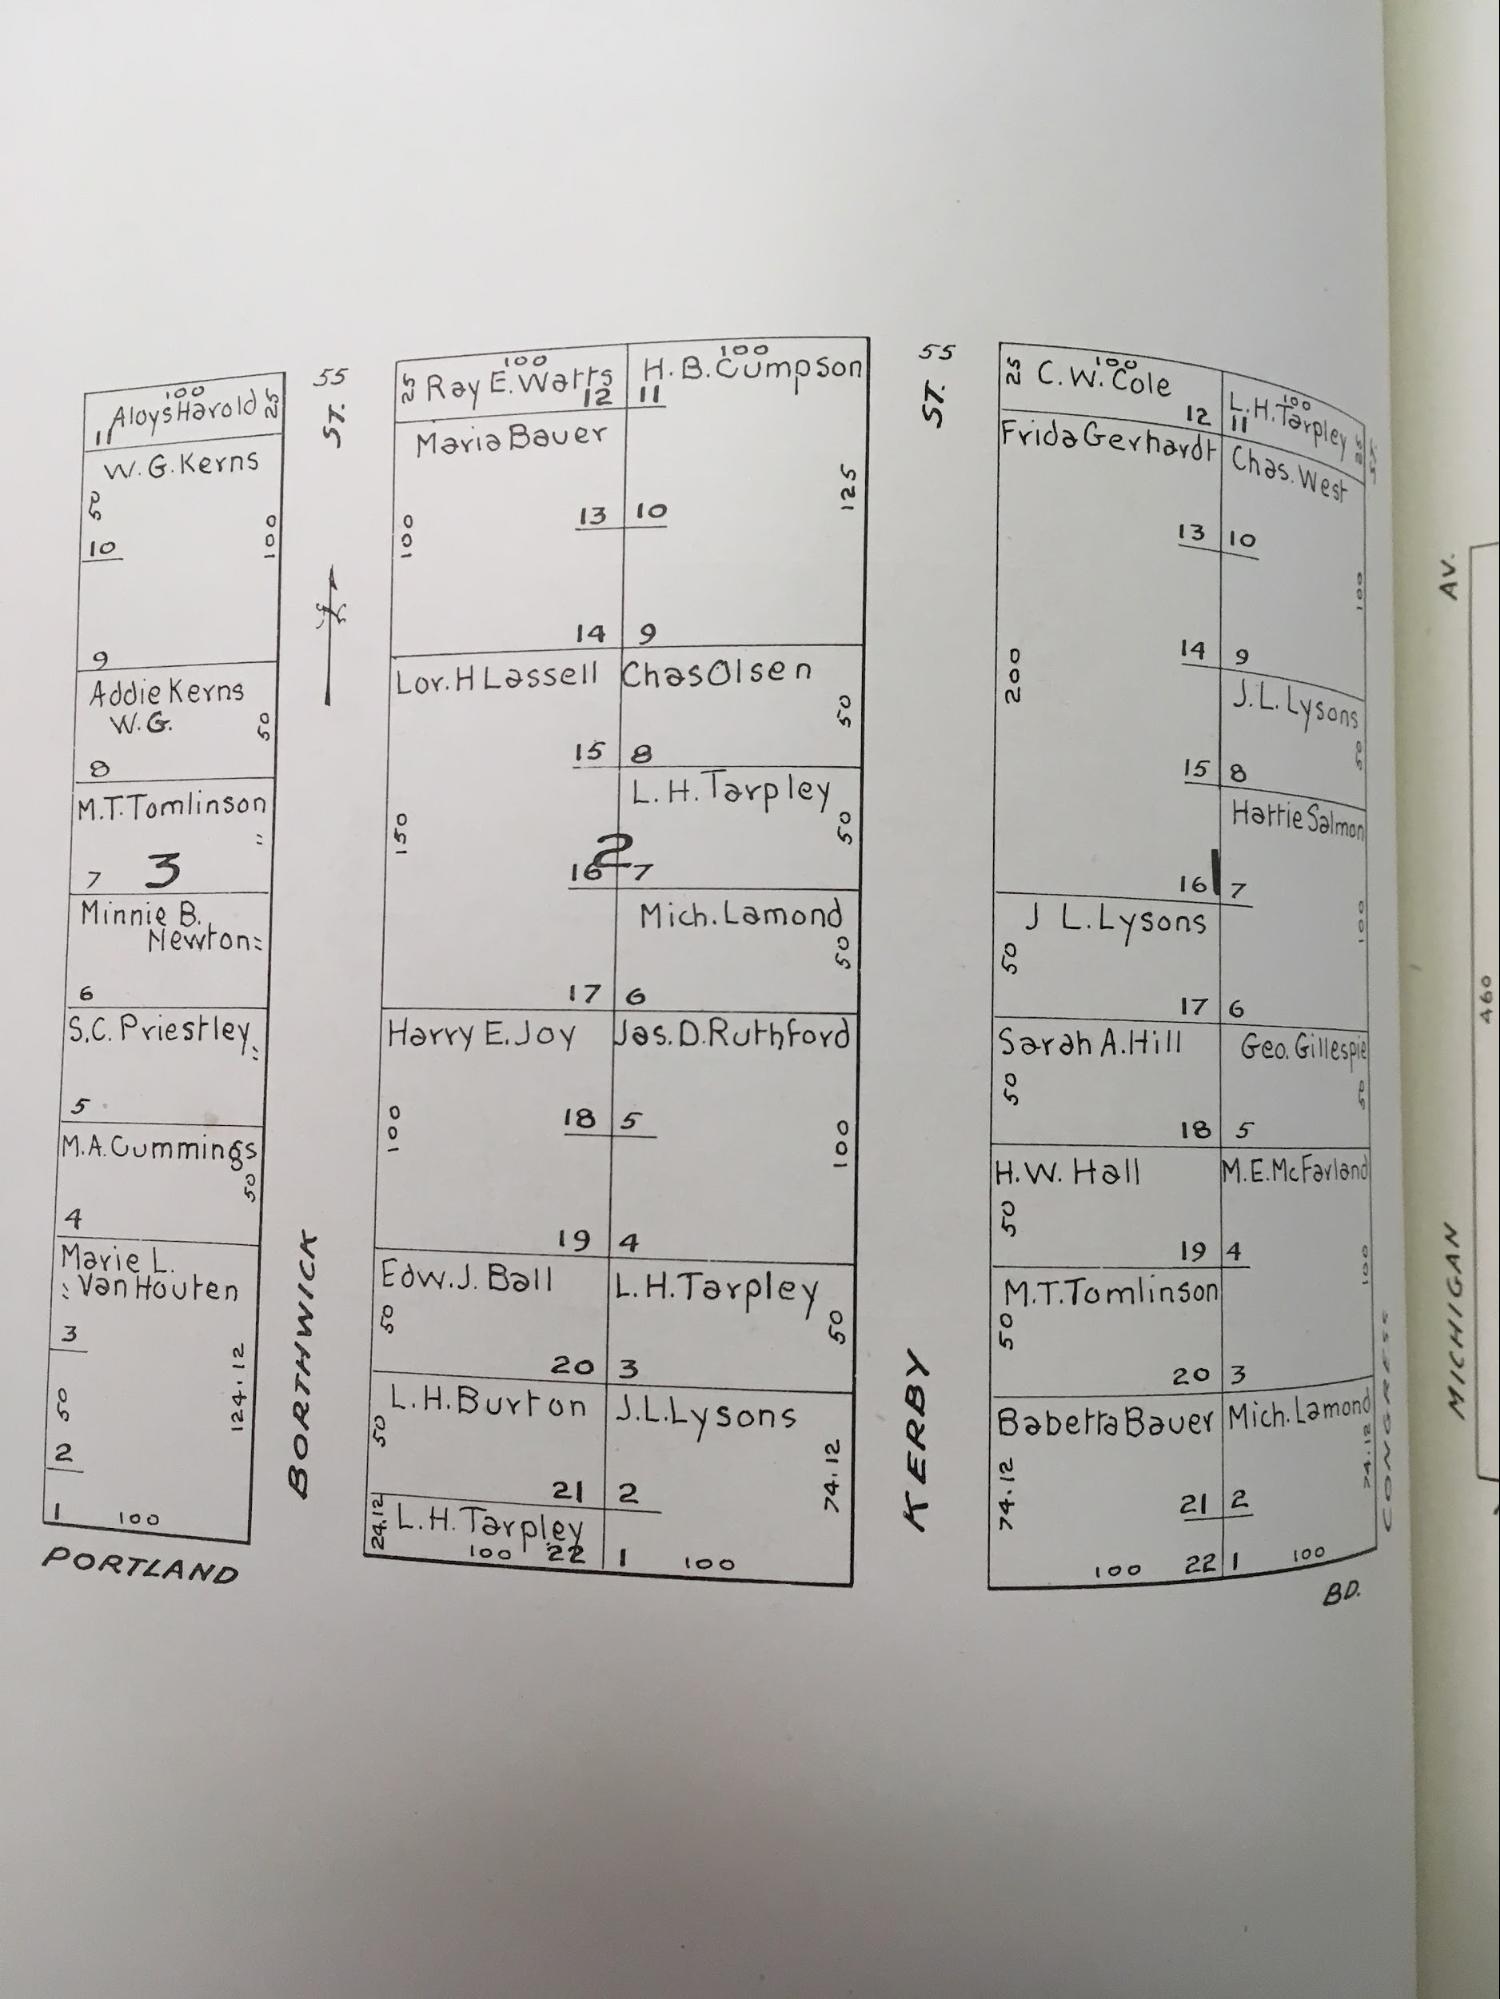 100
Aloys Harold 25
11
W.G. Kerns
50
10
100
9
Addie Kerns
W.G.
50
8
M.T. Tomlinson
"
7 3
Minnie B.
Newton "
6
S.C. Priestley "
5
M.A. Cummings
50
4
Marie L.
: Van Houten
3
50
124.12
2
1 100
PORTLAND
55
BORTHWICK ST.
100
25 Ray E. Watts
12
Maria Bauer
13
100
14
Lor. H Lassell
15
150
16
2
17
Harry E. Joy
18
100
19
Edw. J. Ball
50
20
L.H. Burton
50
21
24.12 L.H. Tarpley
100 22
100
H.B. Cumpson
11
125
10
9
Chas Olsen
50
8
L.H. Tarpley
50
7
Mich. Lamond
50
6
Jas. D. Ruthford
5
100
4
L.H. Tarpley
50
3
J.L. Lysons
74.12
2
1 100
55
KERBY ST.
100
25 C.W. Cole
12
Frida Gerhardt
13
14
200
15
16
1
J L. Lysons
50
17
Sarah A. Hill
50
18
H.W. Hall
50
19
M.T. Tomlinson
50
20
Babetta Bauer
74.12
21
100 22
100
L.H. Tarpley
11
25
Chas. West
10
100
9
J.L. Lysons
50
8
Hattie Salmon
7
100
6
Geo. Gillespie
50
5
M.E. McFarland
4
100
3
Mich. Lamond
74.12
2
1 100
BD.
CONGRESS
MICHIGAN AV.
460